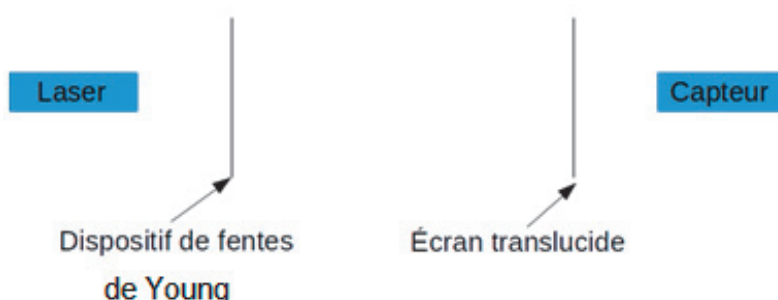 Laser
Capteur
Dispositif de fentes
de Young
Écran translucide